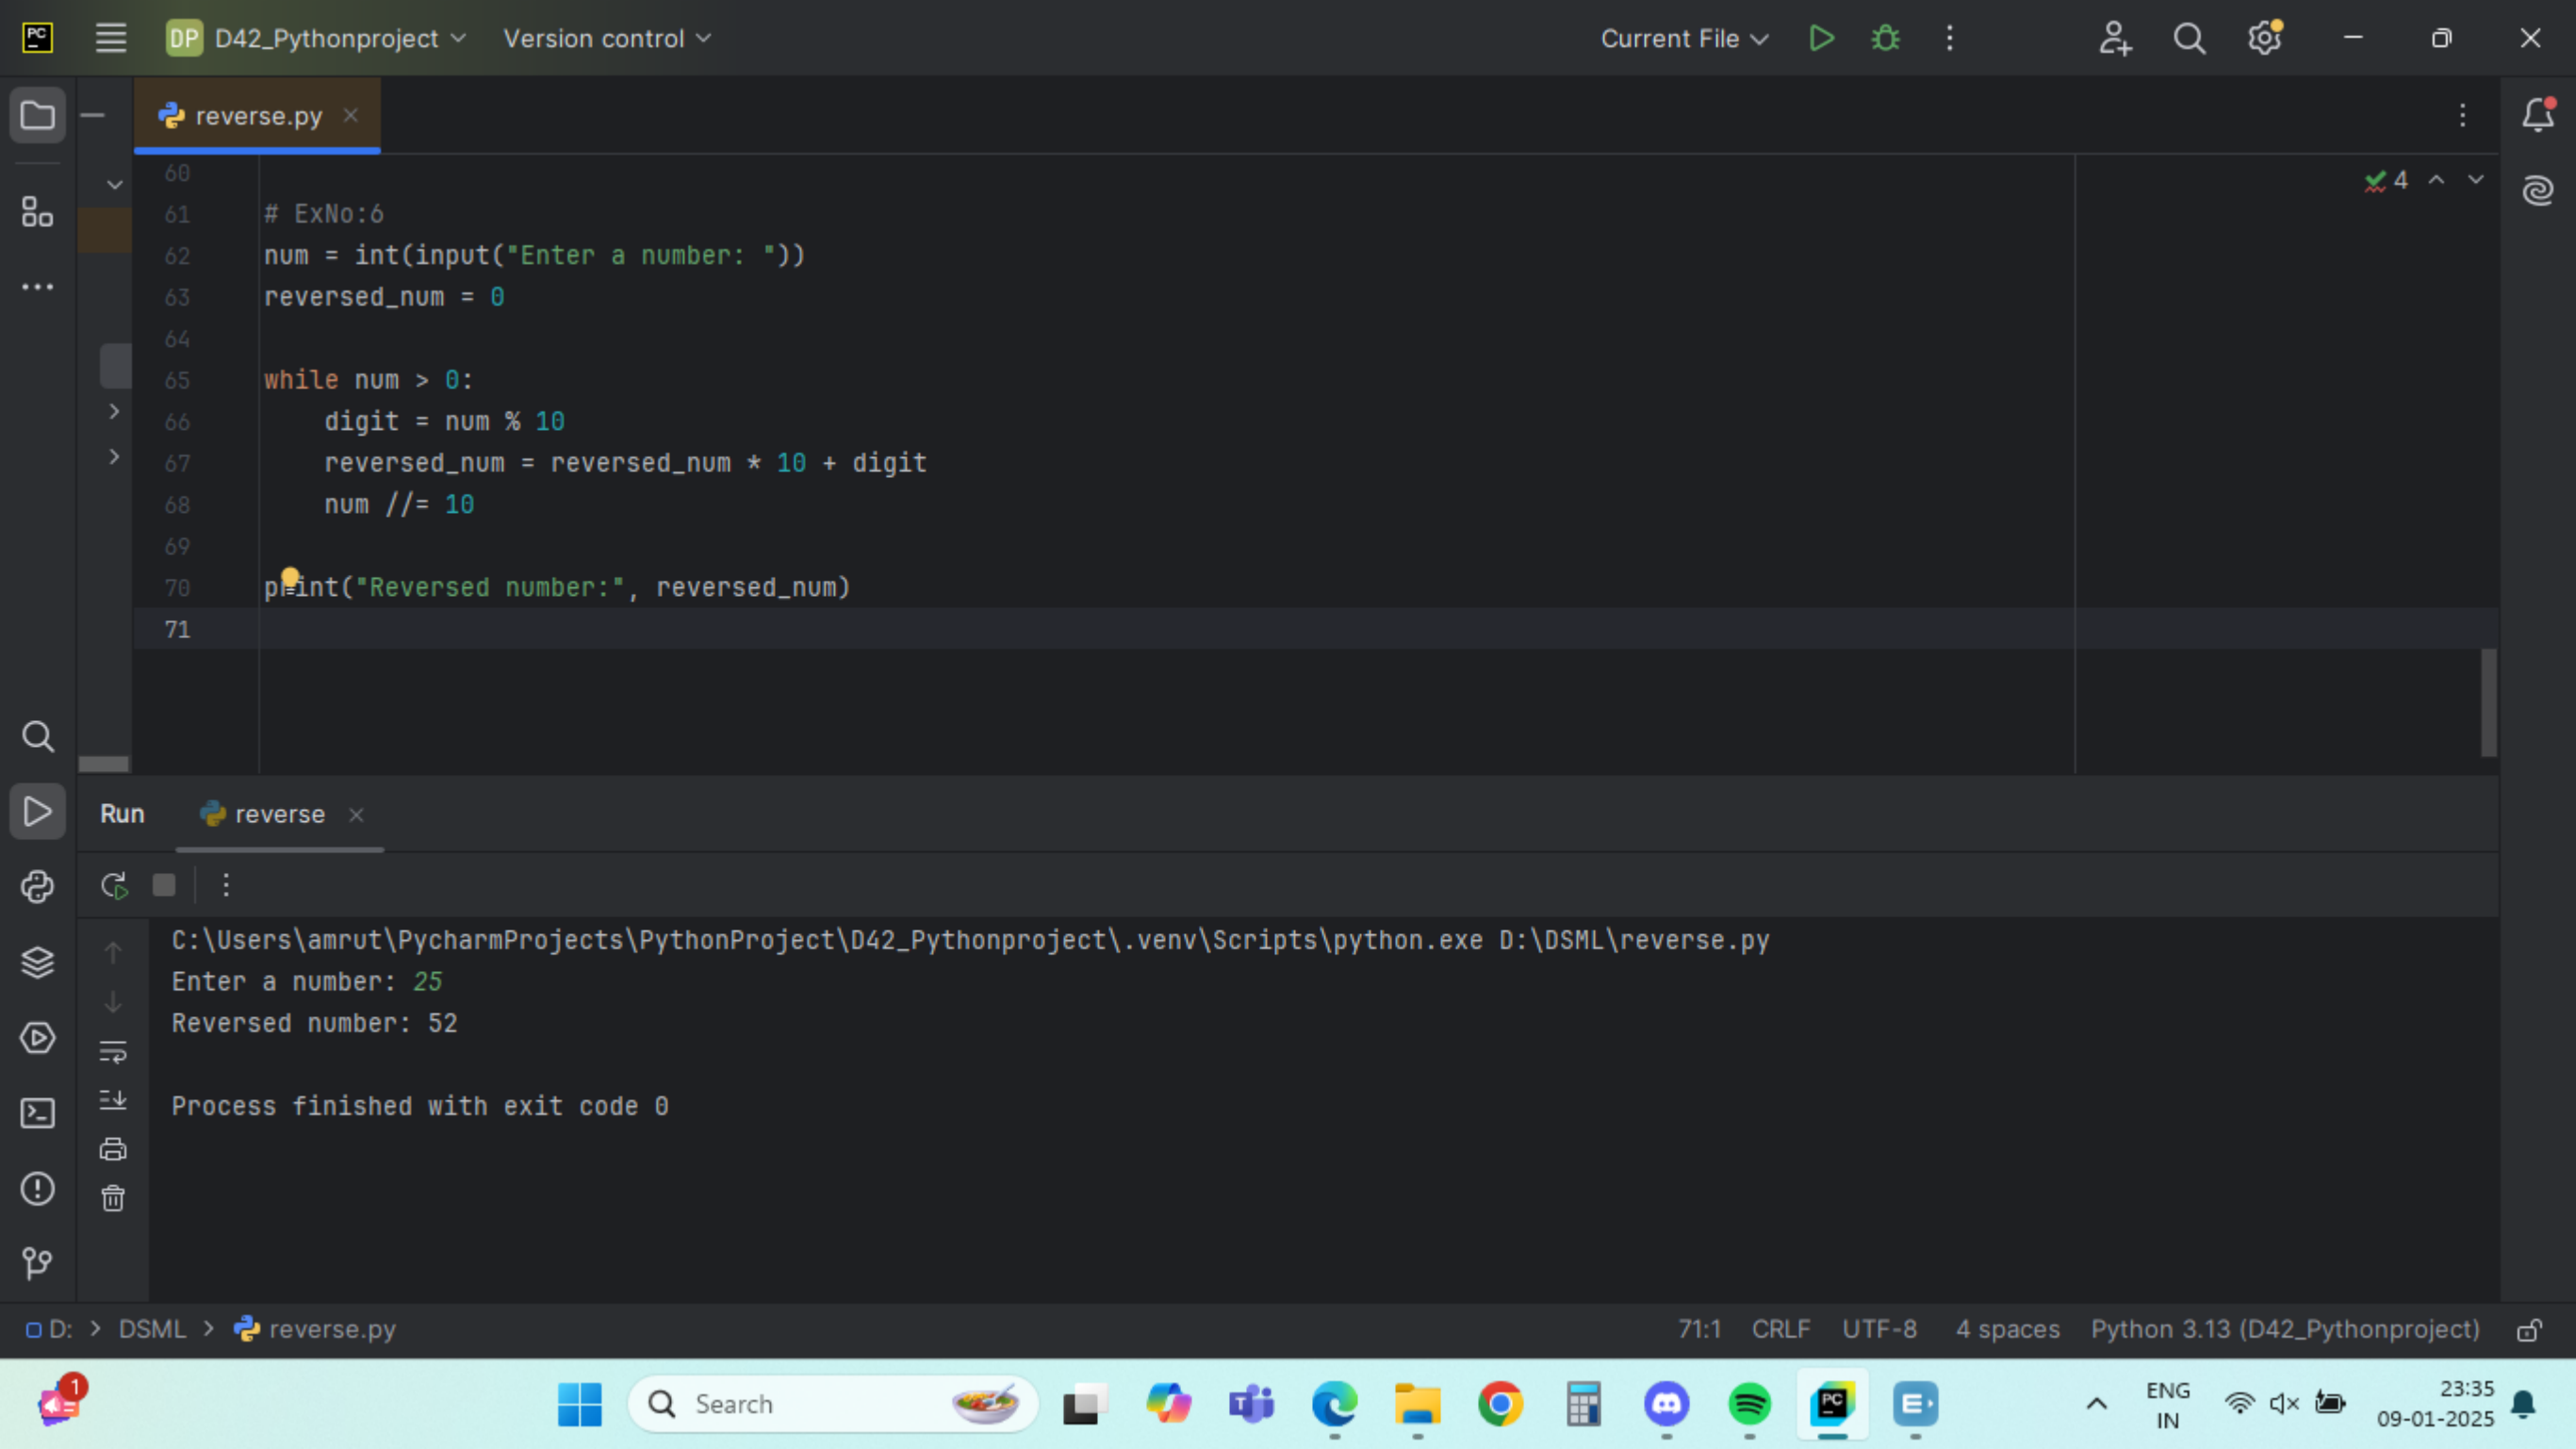 PC
DP D42_Pythonproject Version control Current File
reverse.py
60
61 # ExNo:6 4
62 num = int(input("Enter a number: "))
63 reversed_num = 0
64
65 while num > 0:
66 digit = num % 10
67 reversed_num = reversed_num * 10 + digit
68 num //= 10
69
70 print("Reversed number:", reversed_num)
71
Run reverse
C:\Users\amrut\PycharmProjects\PythonProject\D42_Pythonproject\.venv\Scripts\python.exe D:\DSML\reverse.py
Enter a number: 25
Reversed number: 52
Process finished with exit code 0
D: > DSML > reverse.py 71:1 CRLF UTF-8 4 spaces Python 3.13 (D42_Pythonproject)
1 Search PC E ENG 23:35
IN 09-01-2025